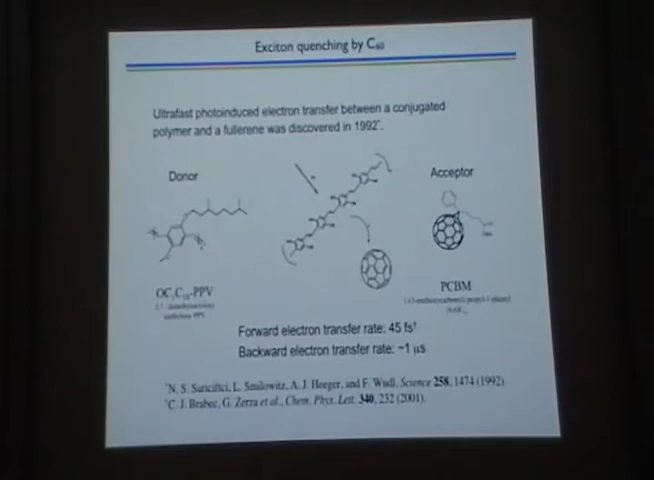 Exciton quenching by C₆₀
Ultrafast photoinduced electron transfer between a conjugated
polymer and a fullerene was discovered in 1992*.
Donor
Acceptor
PCBM
Forward electron transfer rate: 45 fs†
Backward electron transfer rate: ~1 μs
*N. S. Sariciftci, L. Smilowitz, A. J. Heeger, and F. Wudl, Science 258, 1474 (1992).
C. J. Brabec, G. Zerza et al., Chem. Phys. Lett. 340, 232 (2001).